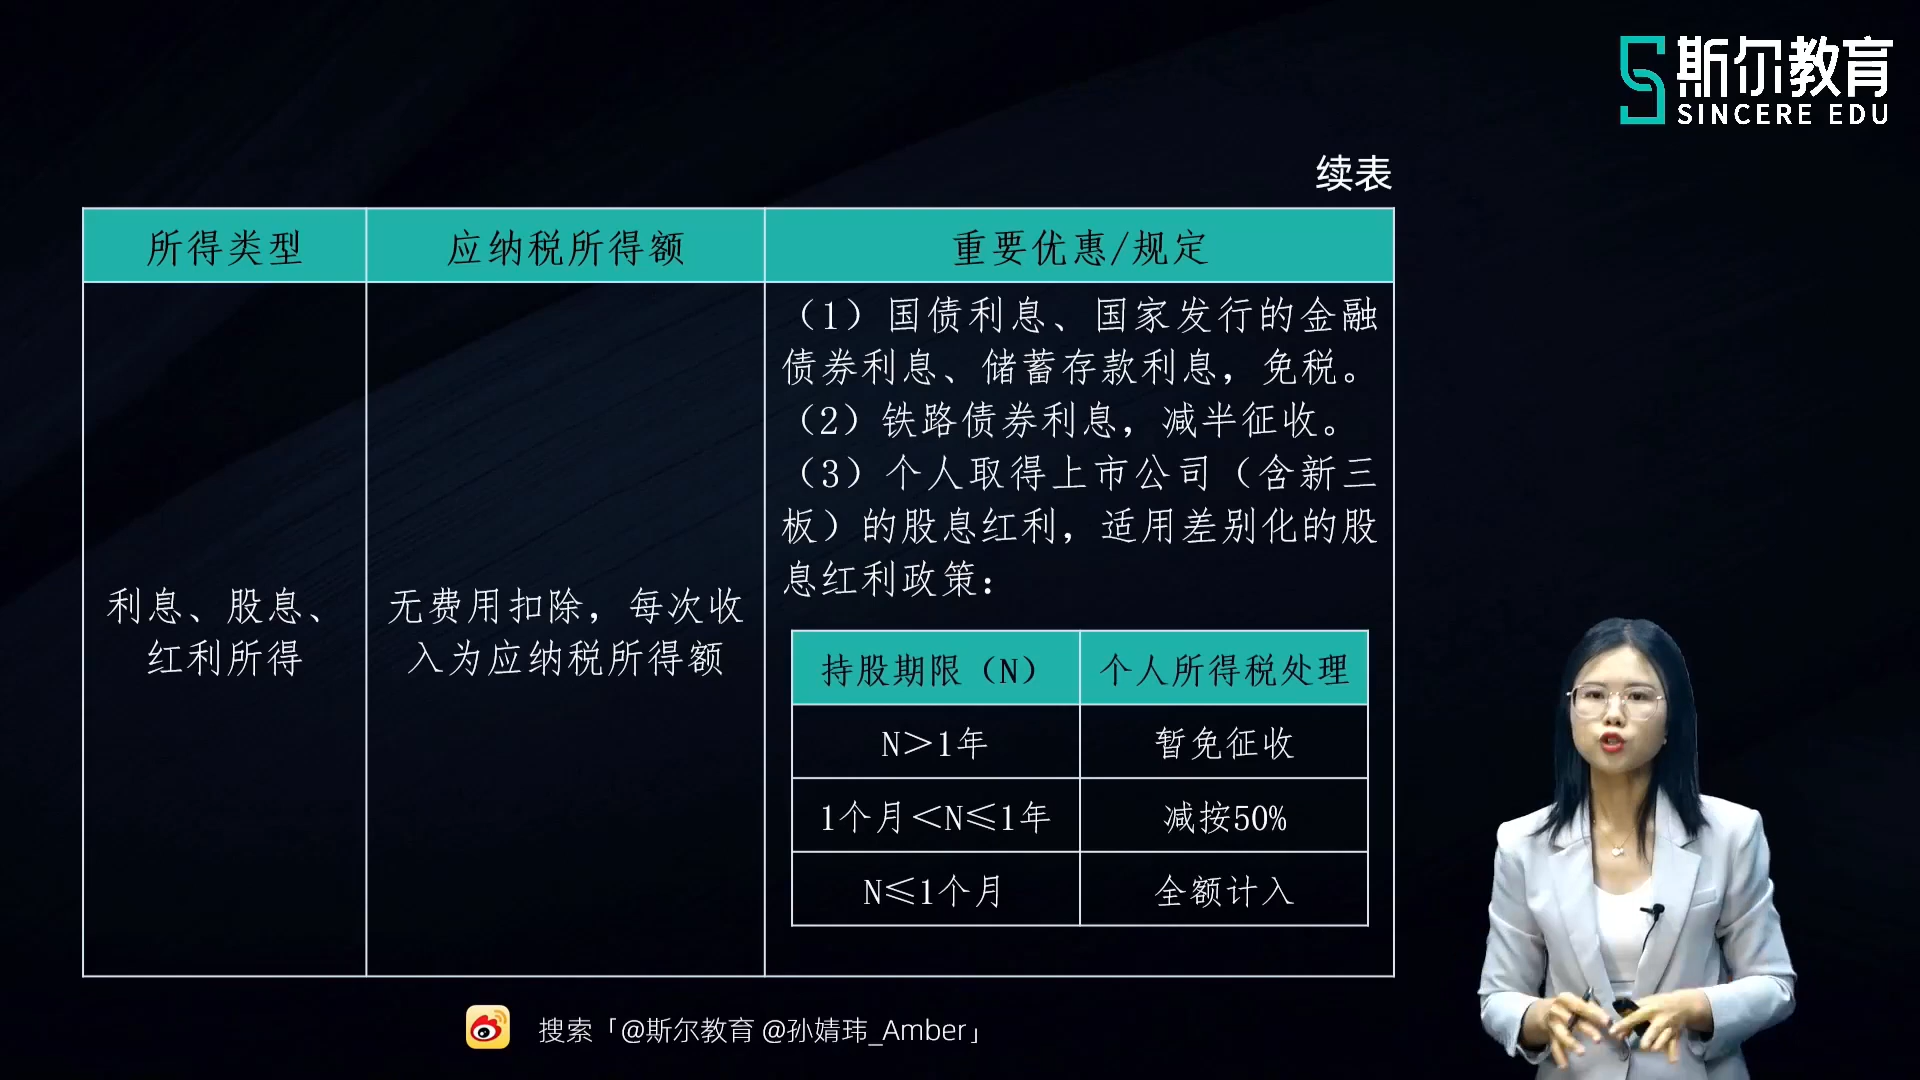 斯尔教育
SINCERE EDU
续表
所得类型
应纳税所得额
重要优惠/规定
利息、股息、
红利所得
无费用扣除，每次收
入为应纳税所得额
（1）国债利息、国家发行的金融
债券利息、储蓄存款利息，免税。
（2）铁路债券利息，减半征收。
（3）个人取得上市公司（含新三
板）的股息红利，适用差别化的股
息红利政策：
持股期限（N）
个人所得税处理
N＞1年
暂免征收
1个月＜N≤1年
减按50%
N≤1个月
全额计入
搜索「@斯尔教育 @孙婧玮_Amber」